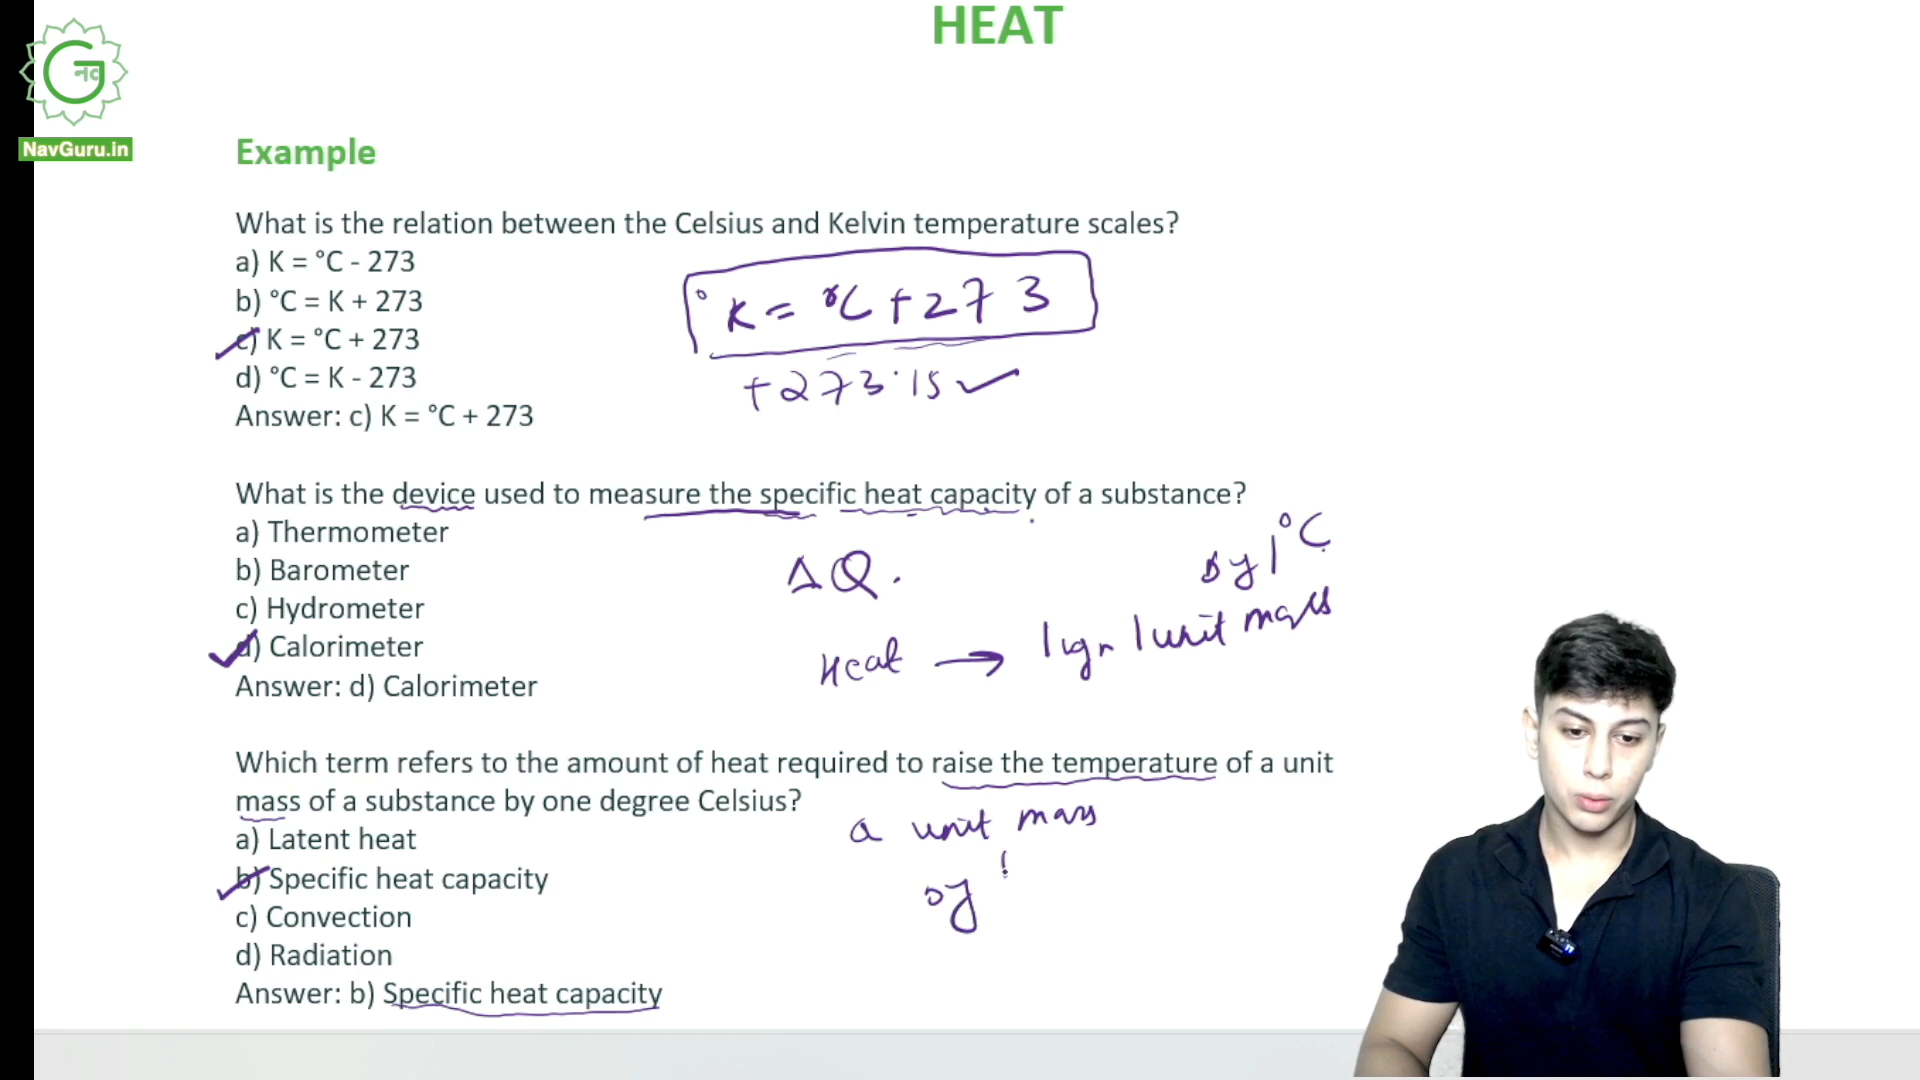 HEAT
नव
NavGuru.in
Example
What is the relation between the Celsius and Kelvin temperature scales?
a) K = °C - 273
b) °C = K + 273
c) K = °C + 273
d) °C = K - 273
Answer: c) K = °C + 273
°K = °C + 273
+273.15
What is the device used to measure the specific heat capacity of a substance?
a) Thermometer
b) Barometer
c) Hydrometer
d) Calorimeter
Answer: d) Calorimeter
ΔQ.
by 1°C
Heat → 1 unit mass
Which term refers to the amount of heat required to raise the temperature of a unit
mass of a substance by one degree Celsius?
a) Latent heat
b) Specific heat capacity
c) Convection
d) Radiation
Answer: b) Specific heat capacity
a unit mass
of